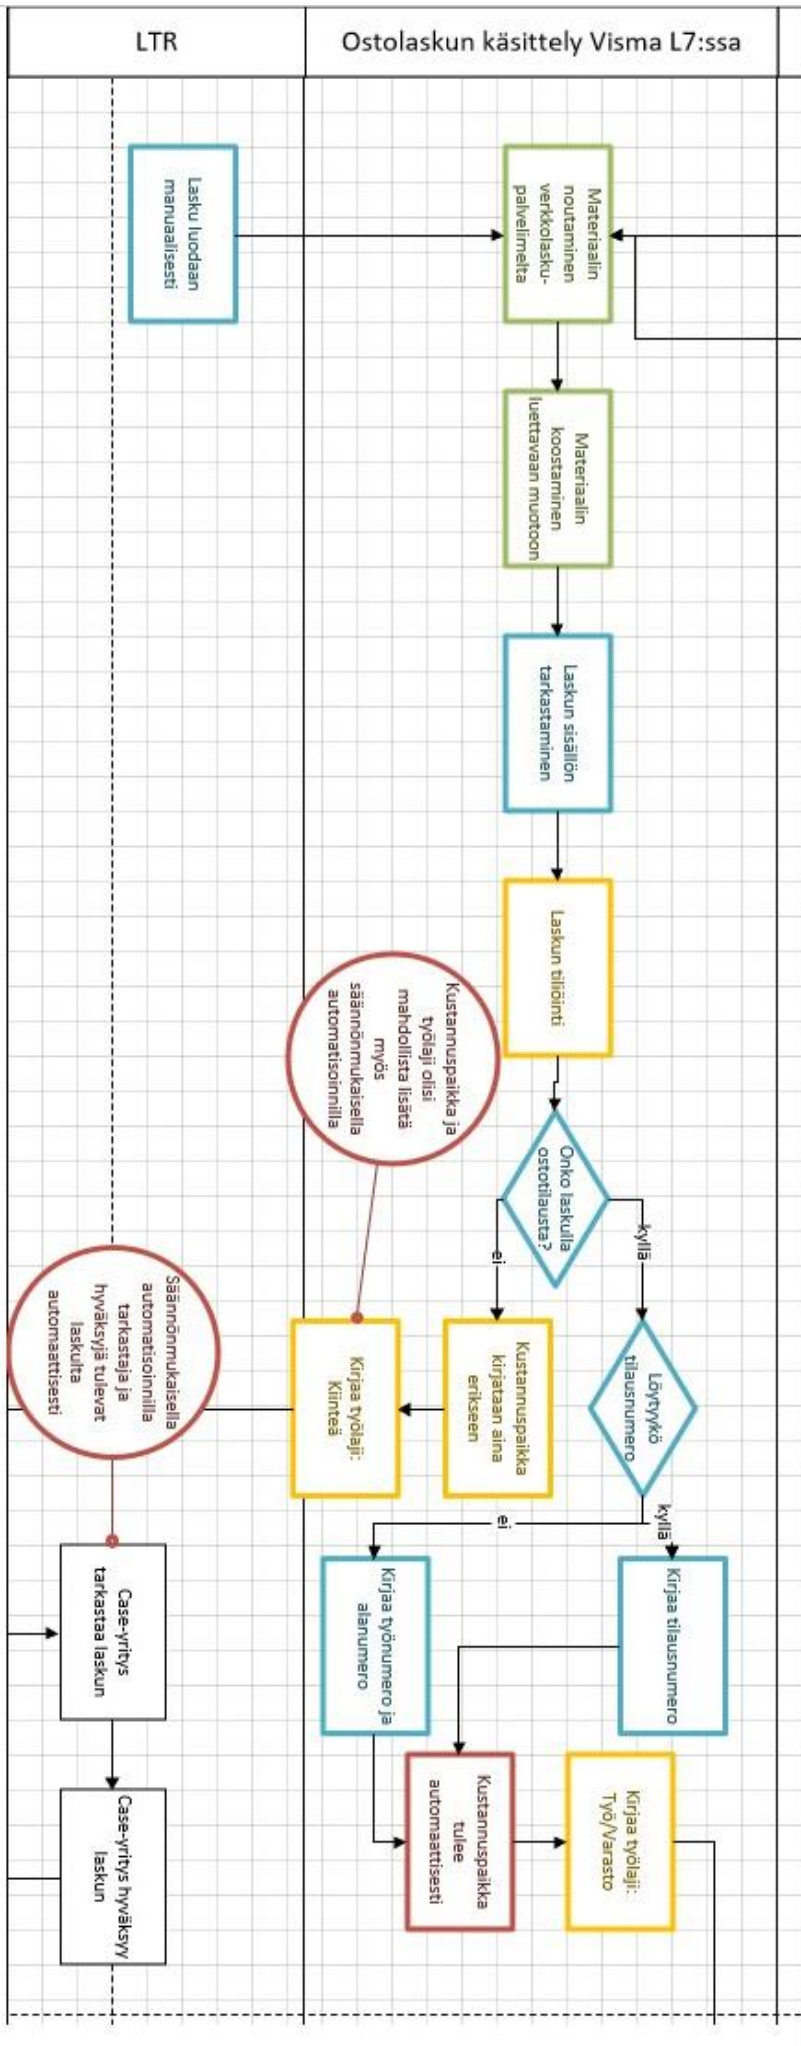 LTR
Ostolaskun käsittely Visma L7:ssa
Lasku luodaan
manuaalisesti
Materiaalin
noutaminen
verkkolasku-
palvelimelta
Materiaalin
koostaminen
luettavaan muotoon
Laskun sisällön
tarkastaminen
Laskun tiliöinti
Kustannuspaikka ja
työlaji olisi
mahdollista lisätä
myös
säännönmukaisella
automatisoinnilla
Onko laskulla
ostotilausta?
kyllä
ei
Löytyykö
tilausnumero
Kustannuspaikka
kirjataan aina
erikseen
Kirjaa työlaji:
Kiinteä
Säännönmukaisella
automatisoinnilla
tarkastaja ja
hyväksyjä tulevat
laskulta
automaattisesti
kyllä
ei
Kirjaa tilausnumero
Kirjaa työnumero ja
alanumero
Case-yritys
tarkastaa laskun
Kirjaa työlaji:
Työ/Varasto
Kustannuspaikka
tulee
automaattisesti
Case-yritys hyväksyy
laskun